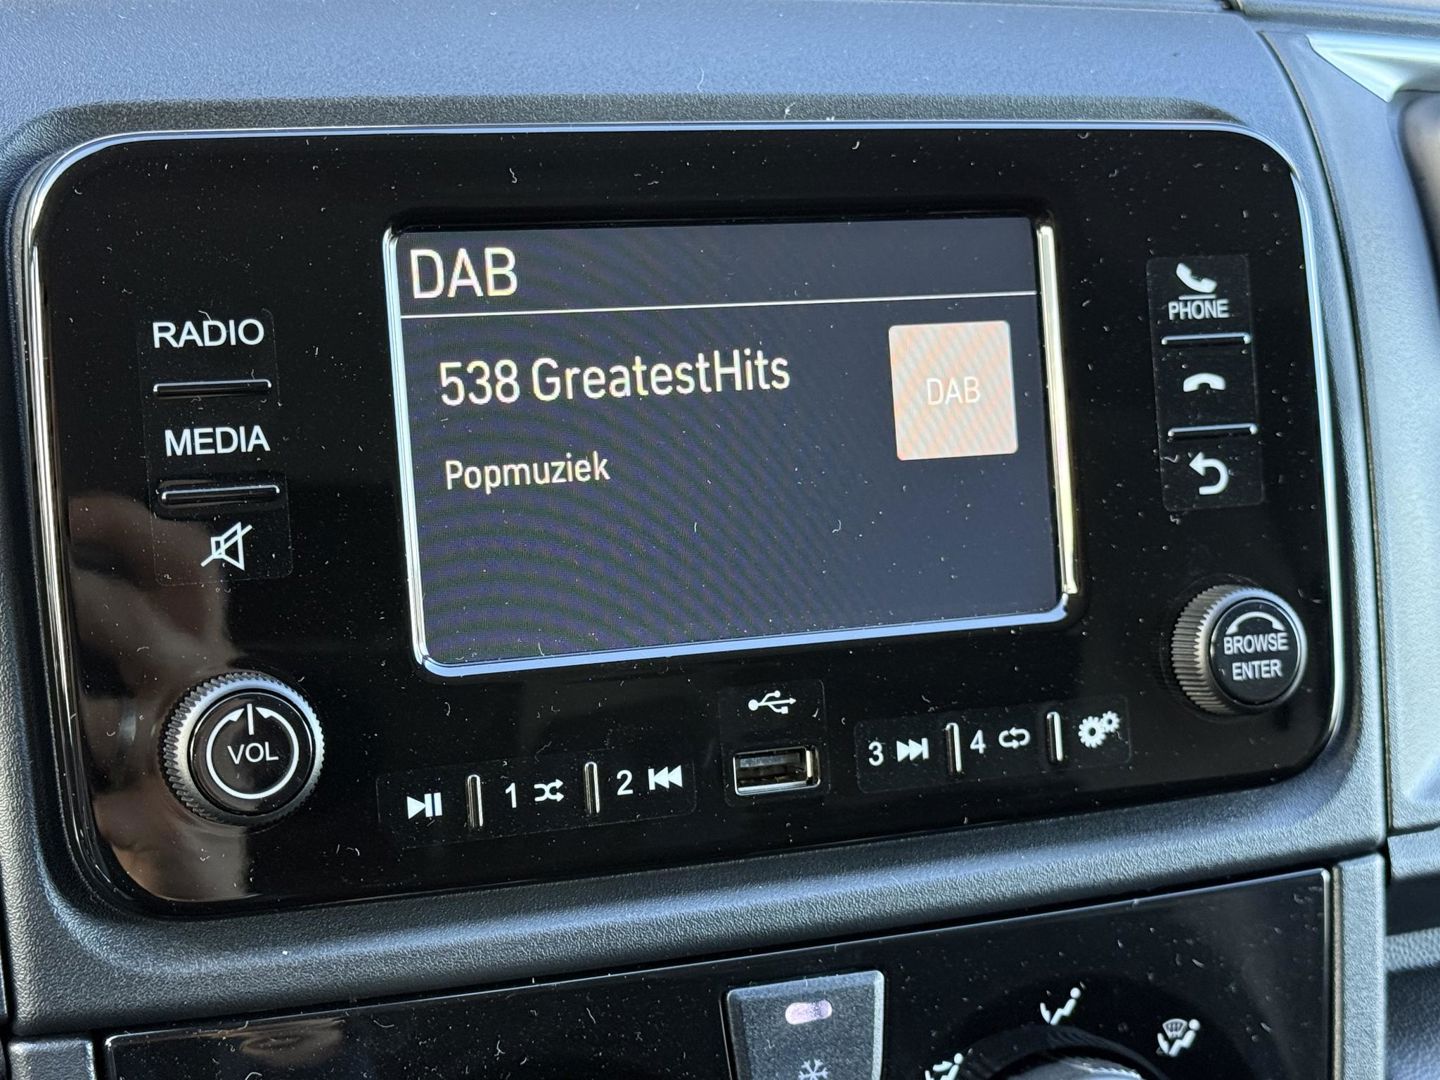 DAB
538 GreatestHits
DAB
Popmuziek
RADIO
MEDIA
PHONE
VOL
BROWSE
ENTER
1
2
3
4